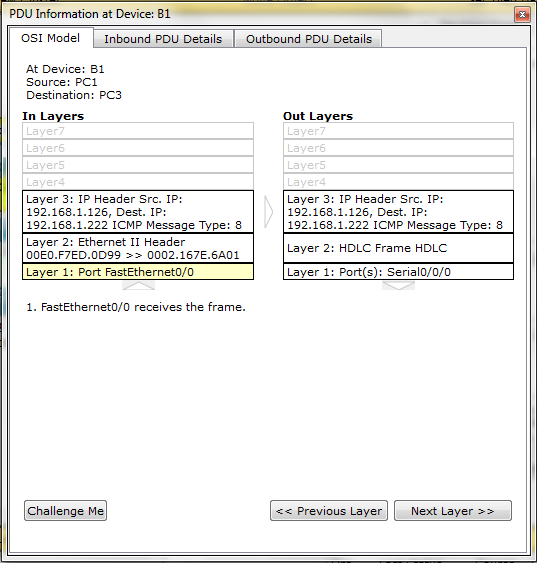 PDU Information at Device: B1
OSI Model
Inbound PDU Details
Outbound PDU Details
At Device: B1
Source: PC1
Destination: PC3
In Layers
Layer7
Layer6
Layer5
Layer4
Layer 3: IP Header Src. IP:
192.168.1.126, Dest. IP:
192.168.1.222 ICMP Message Type: 8
Layer 2: Ethernet II Header
00E0.F7ED.0D99 >> 0002.167E.6A01
Layer 1: Port FastEthernet0/0
Out Layers
Layer7
Layer6
Layer5
Layer4
Layer 3: IP Header Src. IP:
192.168.1.126, Dest. IP:
192.168.1.222 ICMP Message Type: 8
Layer 2: HDLC Frame HDLC
Layer 1: Port(s): Serial0/0/0
1. FastEthernet0/0 receives the frame.
Challenge Me
<< Previous Layer
Next Layer >>